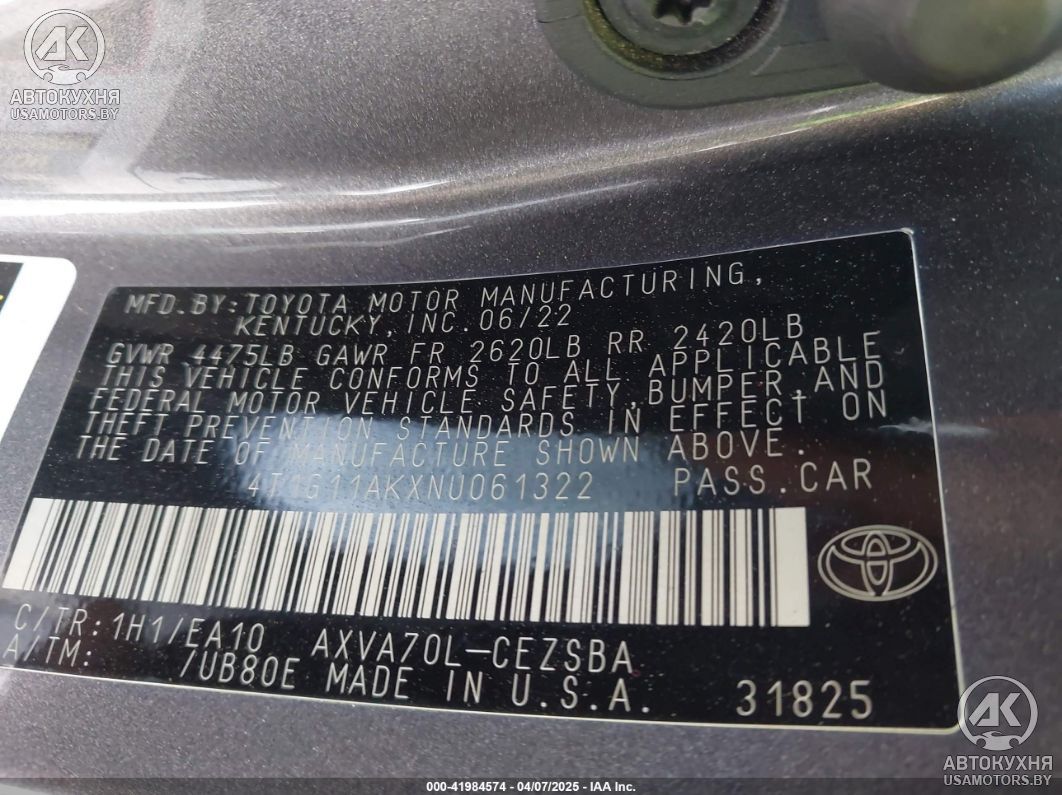 АК
АВТОКУХНЯ
USAMOTORS.BY
MFD. BY: TOYOTA MOTOR MANUFACTURING,
KENTUCKY, INC. 06/22
GVWR 4475LB GAWR FR 2620LB RR 2420LB
THIS VEHICLE CONFORMS TO ALL APPLICABLE
FEDERAL MOTOR VEHICLE SAFETY, BUMPER, AND
THEFT PREVENTION STANDARDS IN EFFECT ON
THE DATE OF MANUFACTURE SHOWN ABOVE.
4T1G11AKXNU061322 PASS. CAR
C/TR: 1H1/EA10 AXVA70L-CEZSBA
A/TM: /UB80E MADE IN U.S.A. 31825
АК
АВТОКУХНЯ
USAMOTORS.BY
000-41984574 - 04/07/2025 - IAA Inc.